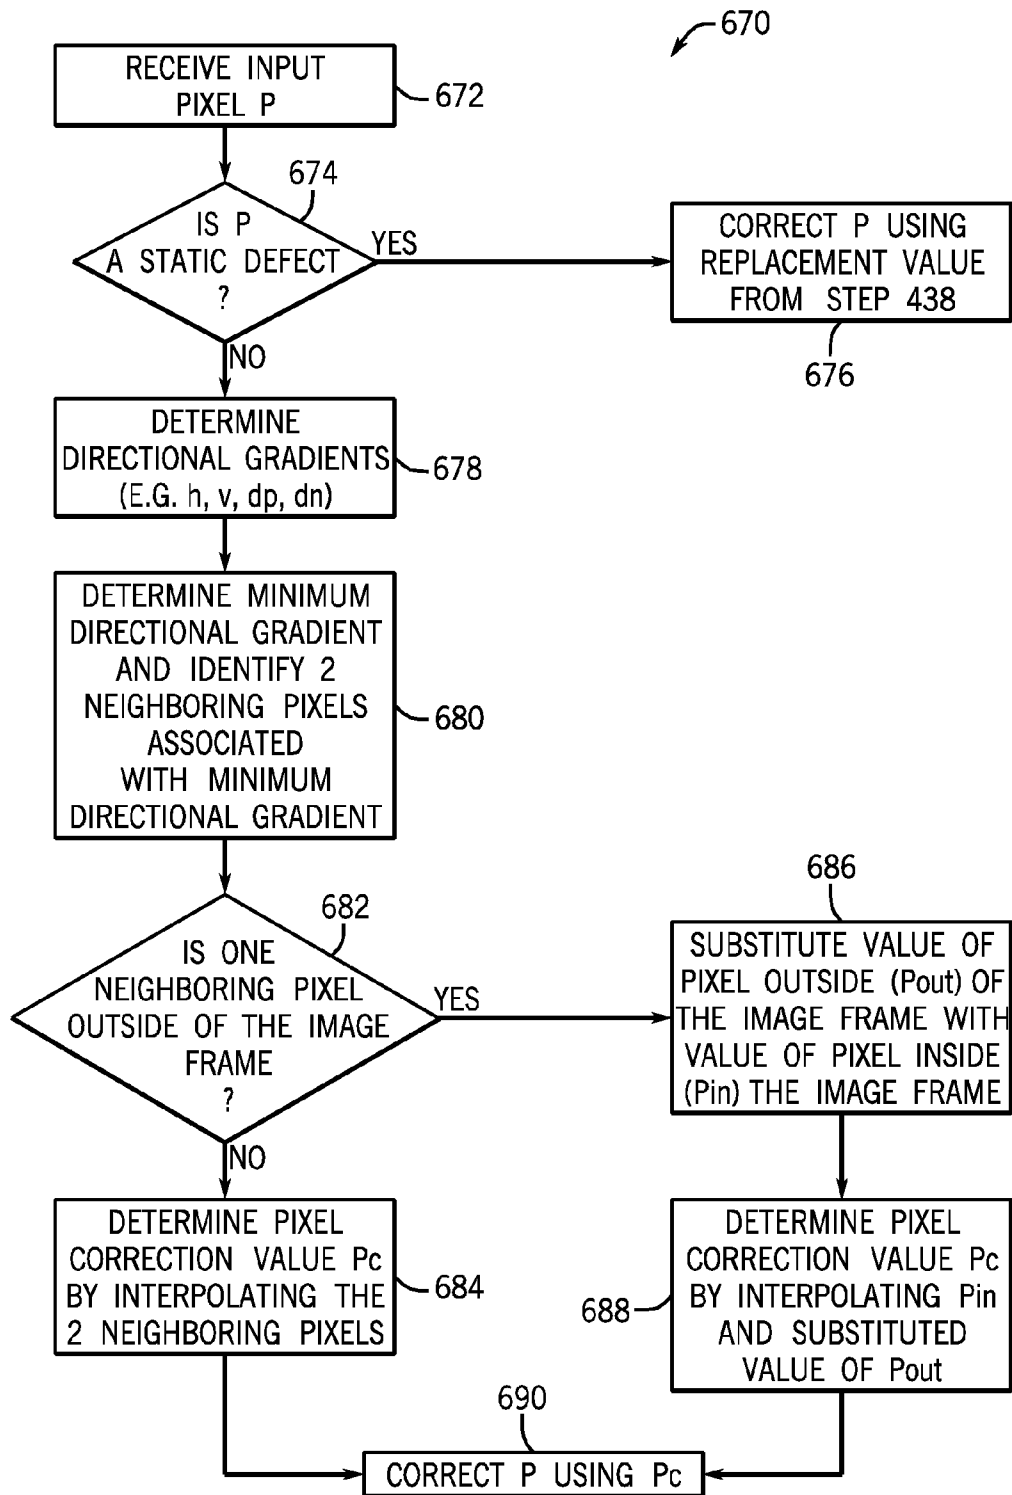 670
RECEIVE INPUT
PIXEL P
672
674
IS P
A STATIC DEFECT
?
YES
CORRECT P USING
REPLACEMENT VALUE
FROM STEP 438
676
NO
DETERMINE
DIRECTIONAL GRADIENTS
(E.G. h, v, dp, dn)
678
DETERMINE MINIMUM
DIRECTIONAL GRADIENT
AND IDENTIFY 2
NEIGHBORING PIXELS
ASSOCIATED
WITH MINIMUM
DIRECTIONAL GRADIENT
680
682
IS ONE
NEIGHBORING PIXEL
OUTSIDE OF THE IMAGE
FRAME
?
YES
686
SUBSTITUTE VALUE OF
PIXEL OUTSIDE (Pout) OF
THE IMAGE FRAME WITH
VALUE OF PIXEL INSIDE
(Pin) THE IMAGE FRAME
NO
DETERMINE PIXEL
CORRECTION VALUE Pc
BY INTERPOLATING THE
2 NEIGHBORING PIXELS
684
DETERMINE PIXEL
CORRECTION VALUE Pc
BY INTERPOLATING Pin
AND SUBSTITUTED
VALUE OF Pout
688
690
CORRECT P USING Pc